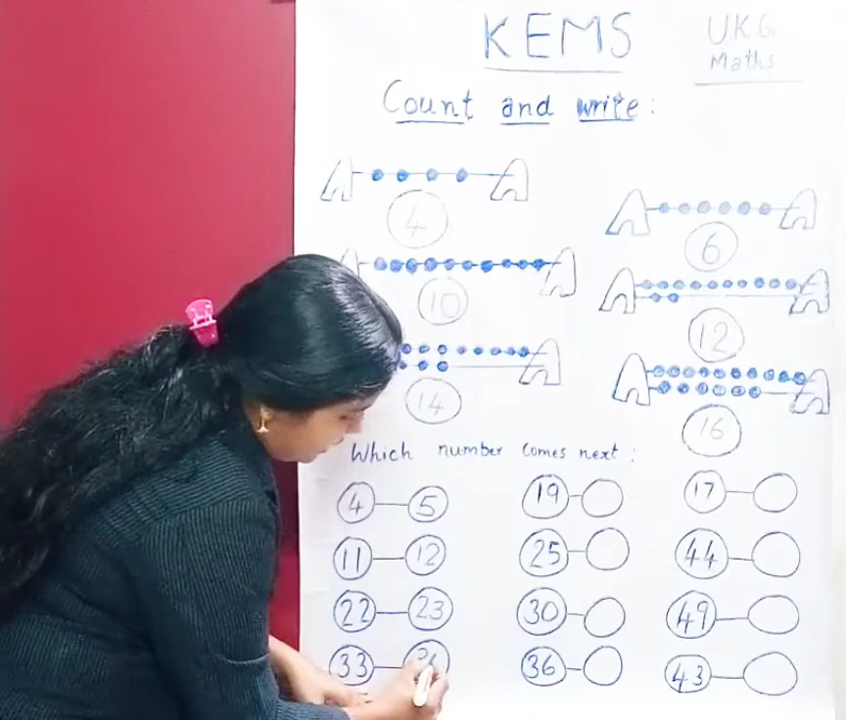 KEMS
UKG
Maths
Count and write:
4
6
10
12
14
16
Which number comes next:
4 5 19 17
11 12 25 44
22 23 30 49
33 36 43